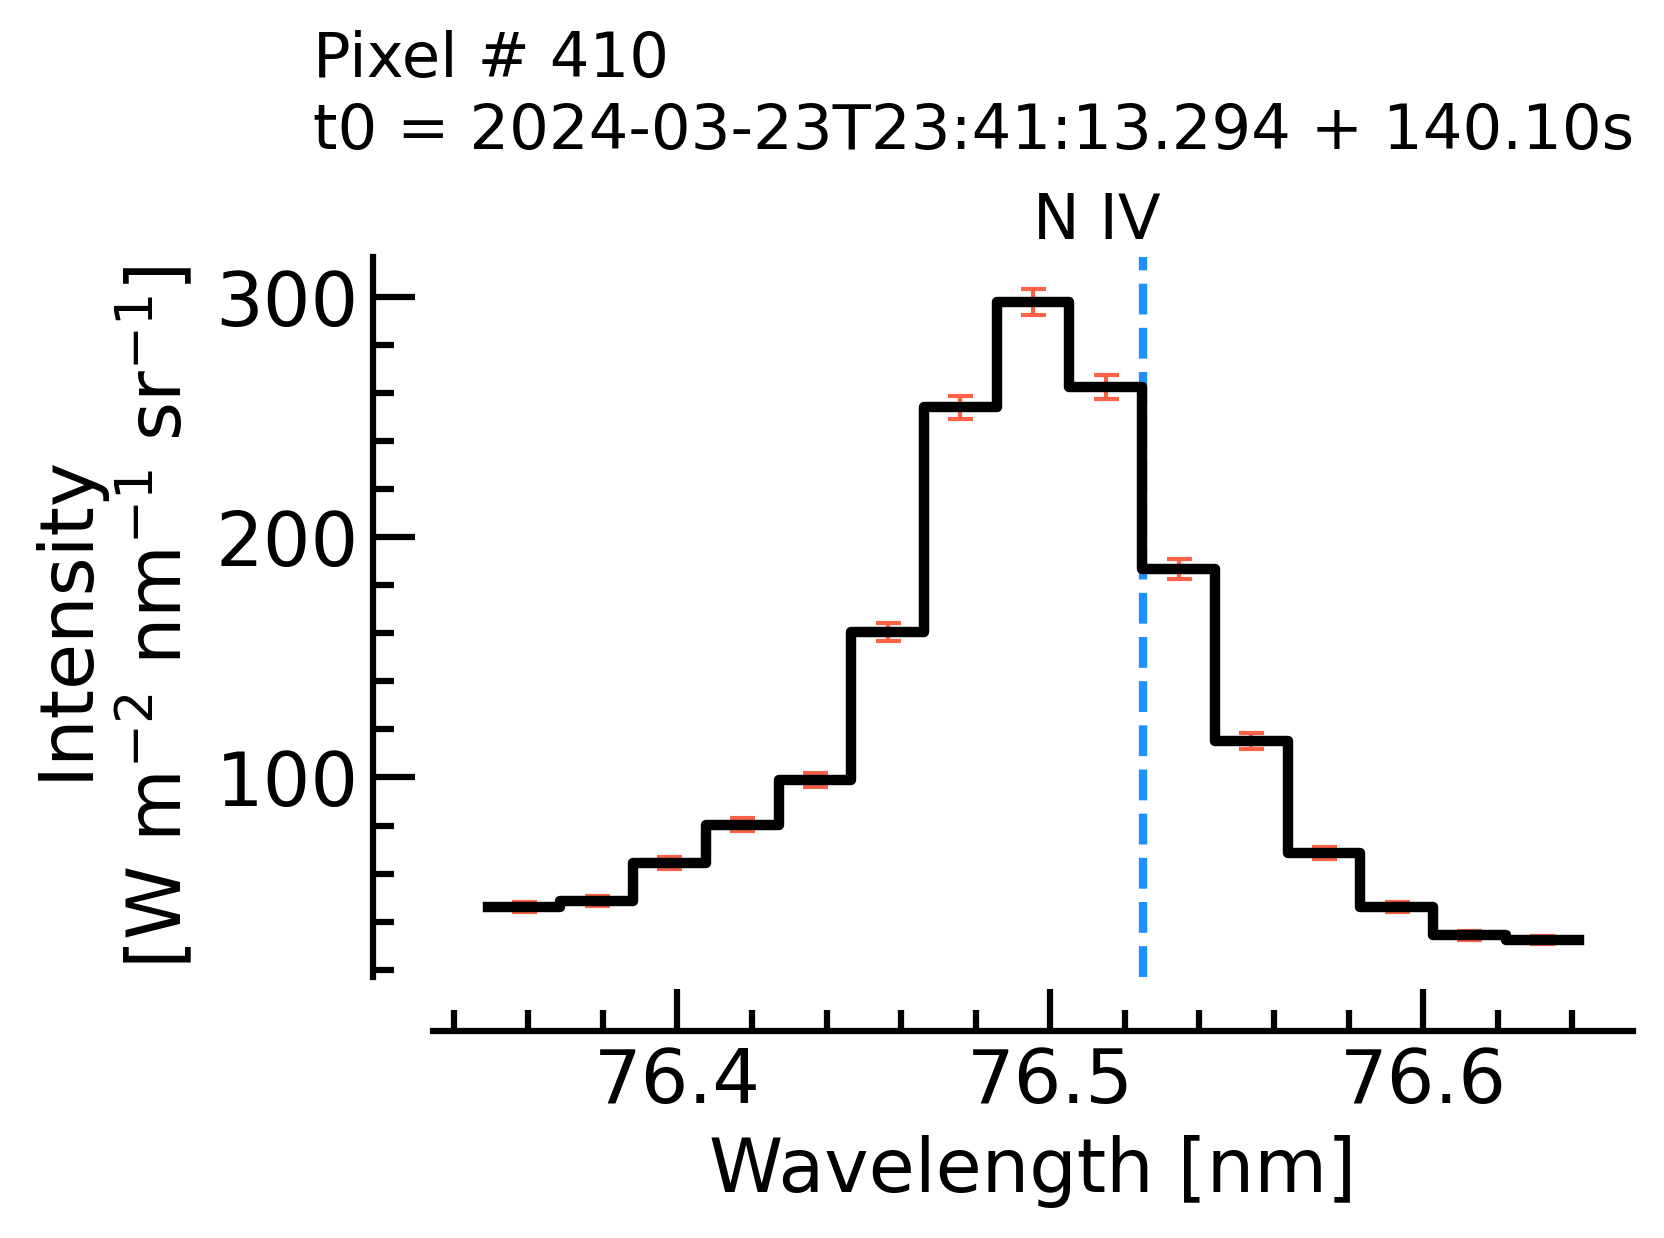 Pixel # 410
t0 = 2024-03-23T23:41:13.294 + 140.10s
N IV
Intensity
[W m⁻² nm⁻¹ sr⁻¹]
300
200
100
76.4 76.5 76.6
Wavelength [nm]